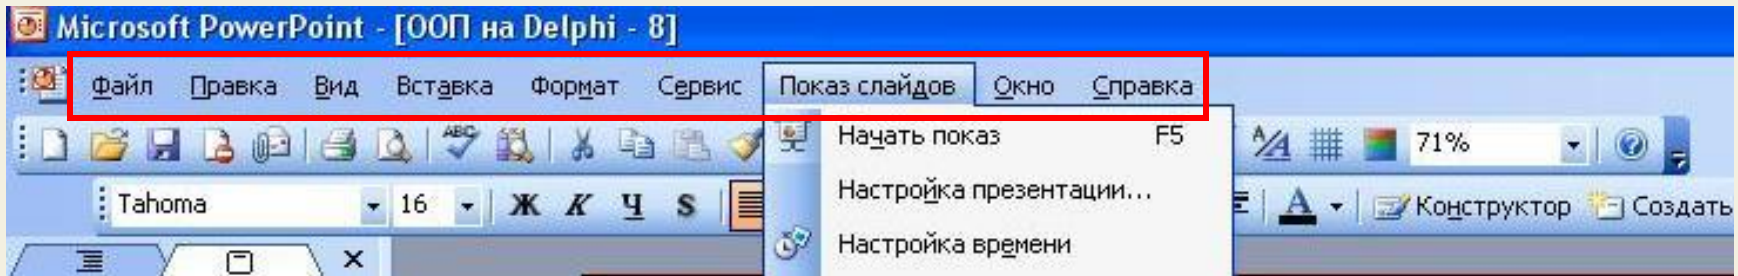 Microsoft PowerPoint - [ООП на Delphi - 8]
Файл Правка Вид Вставка Формат Сервис Показ слайдов Окно Справка
ABC Начать показ F5 71%
Tahoma 16 Ж К Ч S Настройка презентации... А Конструктор Создать
Настройка времени